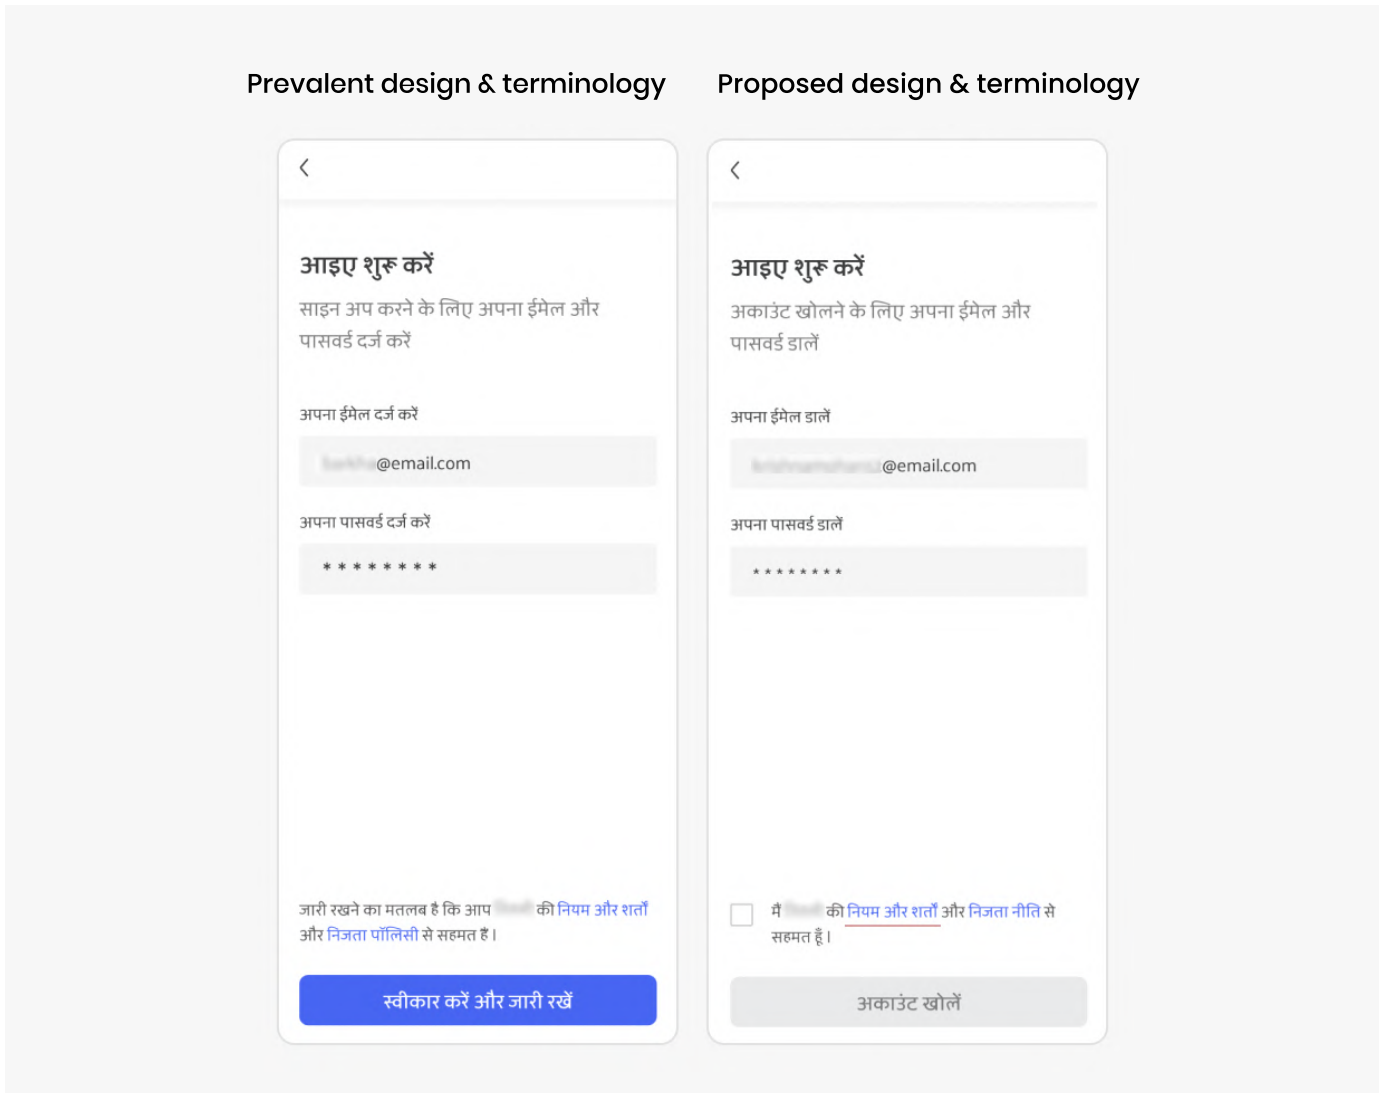 Prevalent design & terminology
आइए शुरू करें
साइन अप करने के लिए अपना ईमेल और
पासवर्ड दर्ज करें
अपना ईमेल दर्ज करें
@email.com
अपना पासवर्ड दर्ज करें
* * * * * * * *
जारी रखने का मतलब है कि आप की नियम और शर्तों
और निजता पॉलिसी से सहमत हैं ।
स्वीकार करें और जारी रखें
Proposed design & terminology
आइए शुरू करें
अकाउंट खोलने के लिए अपना ईमेल और
पासवर्ड डालें
अपना ईमेल डालें
@email.com
अपना पासवर्ड डालें
* * * * * * * *
मैं की नियम और शर्तों और निजता नीति से
सहमत हूँ ।
अकाउंट खोलें